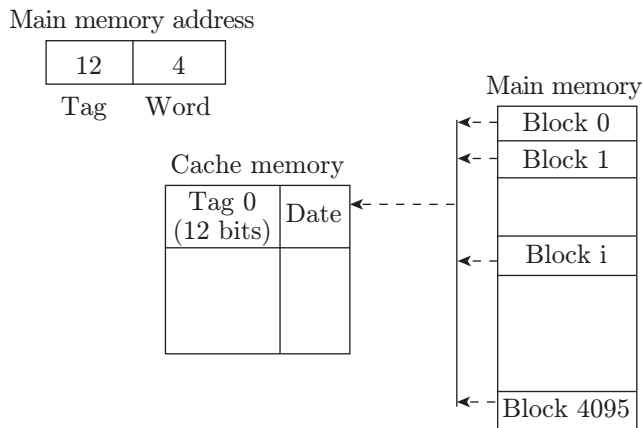 Main memory address
12 4
Tag Word
Main memory
Block 0
Block 1
Cache memory
Tag 0
(12 bits)
Date
Block i
Block 4095